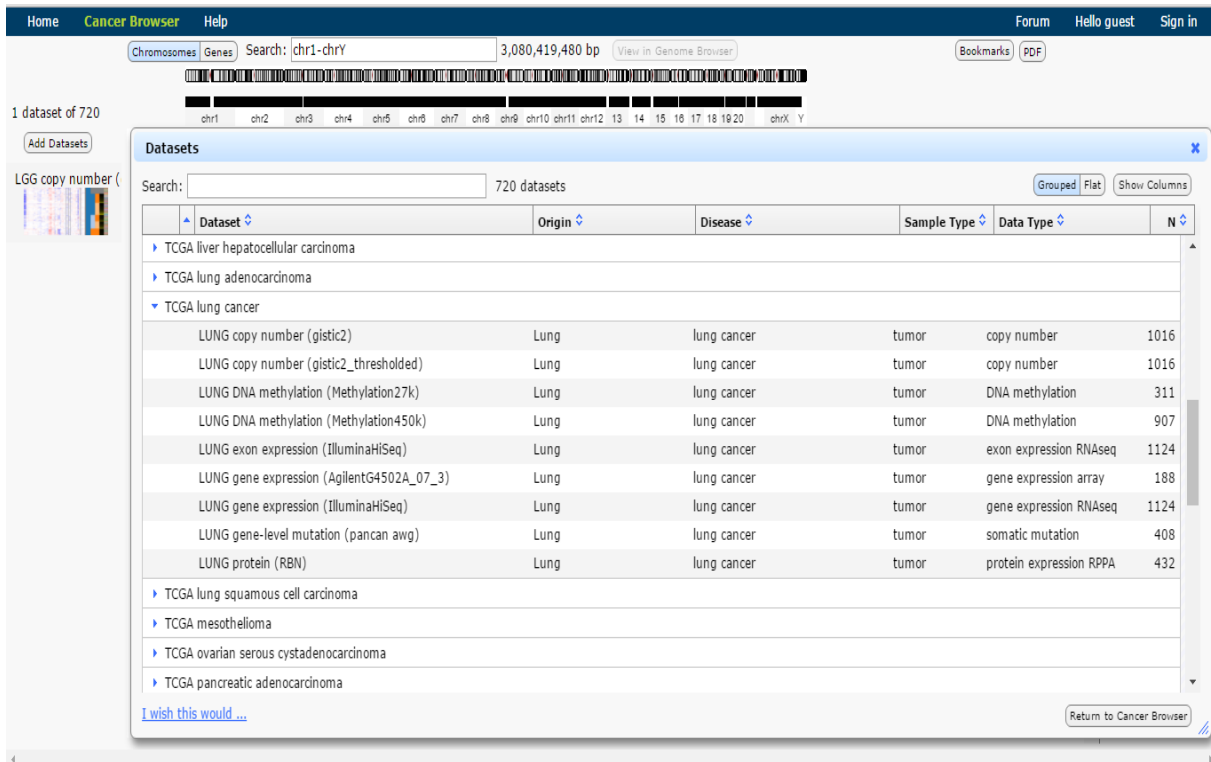 Home Cancer Browser Help Forum Hello guest Sign in
Chromosomes Genes Search: chr1-chrY 3,080,419,480 bp View in Genome Browser Bookmarks PDF
1 dataset of 720
chr1 chr2 chr3 chr4 chr5 chr6 chr7 chr8 chr9 chr10 chr11 chr12 13 14 15 16 17 18 19 20 chrX Y
Add Datasets
Datasets
LGG copy number (
Search: 720 datasets Grouped Flat Show Columns
Dataset Origin Disease Sample Type Data Type N
TCGA liver hepatocellular carcinoma
TCGA lung adenocarcinoma
TCGA lung cancer
LUNG copy number (gistic2) Lung lung cancer tumor copy number 1016
LUNG copy number (gistic2_thresholded) Lung lung cancer tumor copy number 1016
LUNG DNA methylation (Methylation27k) Lung lung cancer tumor DNA methylation 311
LUNG DNA methylation (Methylation450k) Lung lung cancer tumor DNA methylation 907
LUNG exon expression (IlluminaHiSeq) Lung lung cancer tumor exon expression RNAseq 1124
LUNG gene expression (AgilentG4502A_07_3) Lung lung cancer tumor gene expression array 188
LUNG gene expression (IlluminaHiSeq) Lung lung cancer tumor gene expression RNAseq 1124
LUNG gene-level mutation (pancan awg) Lung lung cancer tumor somatic mutation 408
LUNG protein (RBN) Lung lung cancer tumor protein expression RPPA 432
TCGA lung squamous cell carcinoma
TCGA mesothelioma
TCGA ovarian serous cystadenocarcinoma
TCGA pancreatic adenocarcinoma
I wish this would ... Return to Cancer Browser